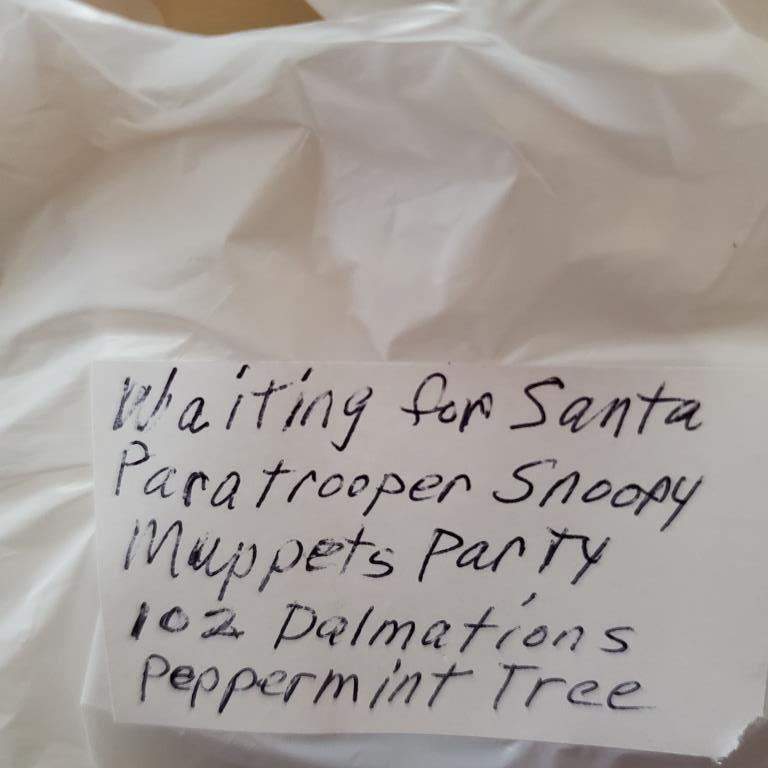 Waiting for Santa
Paratrooper Snoopy
Muppets Party
102 Dalmations
Peppermint Tree